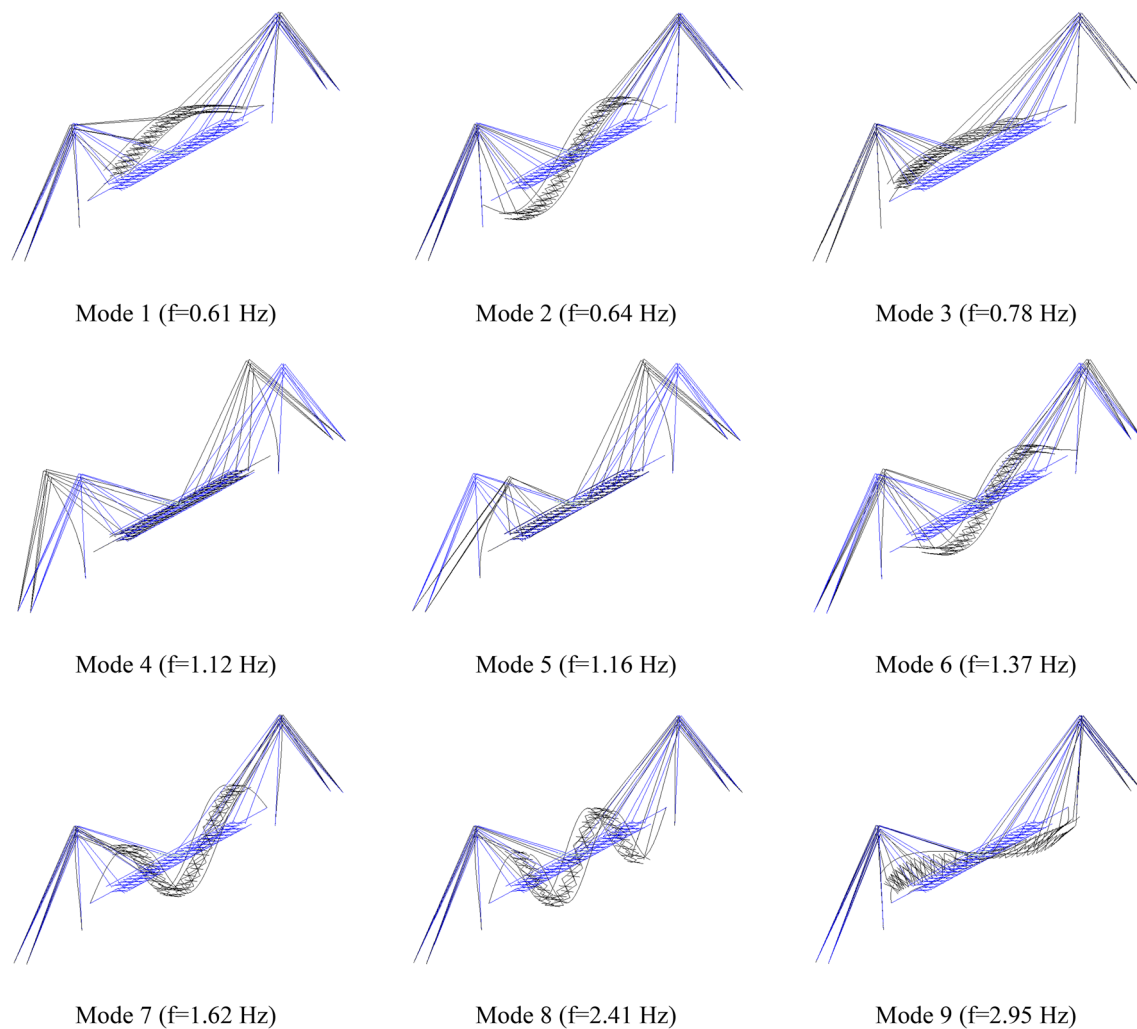 Mode 1 (f=0.61 Hz)
Mode 2 (f=0.64 Hz)
Mode 3 (f=0.78 Hz)
Mode 4 (f=1.12 Hz)
Mode 5 (f=1.16 Hz)
Mode 6 (f=1.37 Hz)
Mode 7 (f=1.62 Hz)
Mode 8 (f=2.41 Hz)
Mode 9 (f=2.95 Hz)